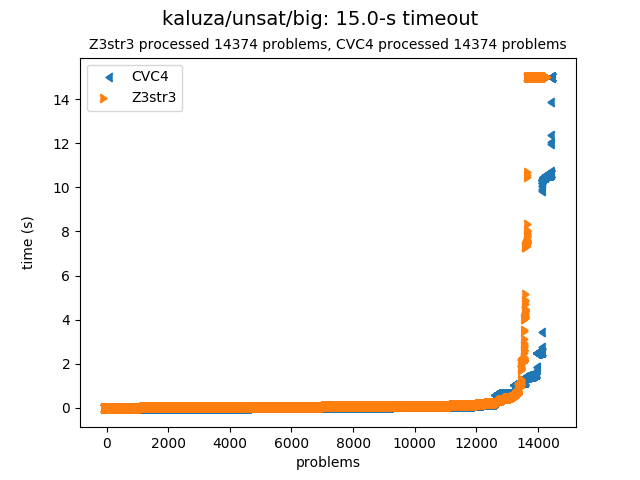 kaluza/unsat/big: 15.0-s timeout
Z3str3 processed 14374 problems, CVC4 processed 14374 problems
CVC4
Z3str3
time (s)
14
12
10
8
6
4
2
0
0 2000 4000 6000 8000 10000 12000 14000
problems